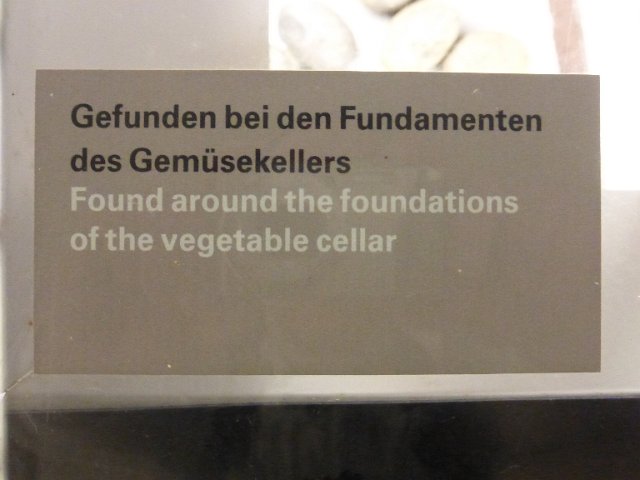 Gefunden bei den Fundamenten
des Gemüsekellers
Found around the foundations
of the vegetable cellar